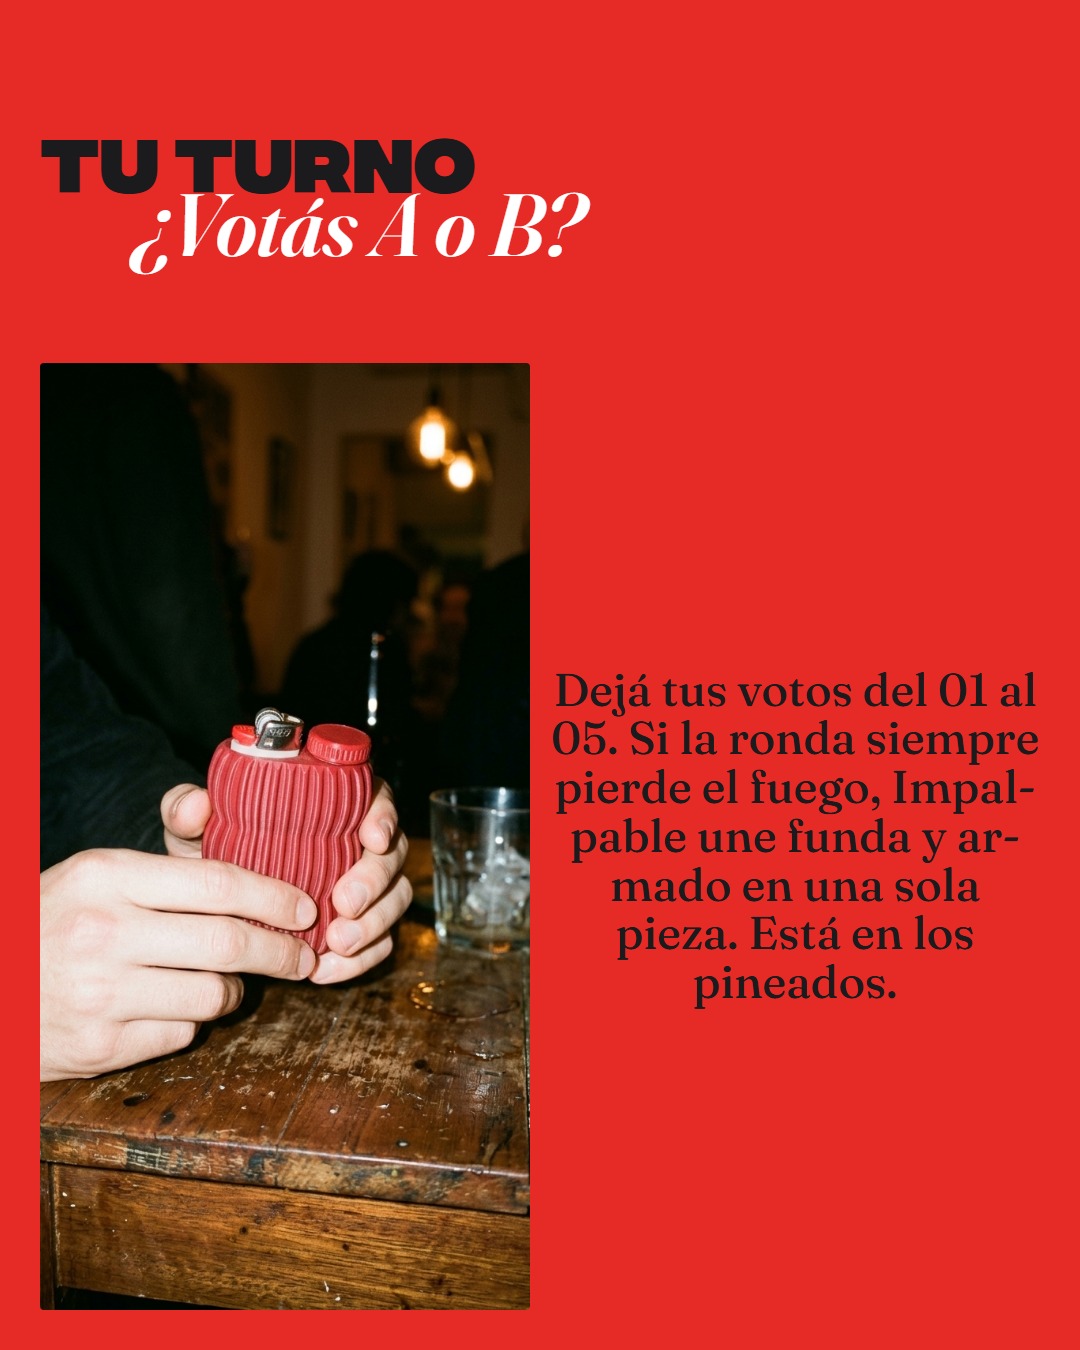 TU TURNO
¿Votás A o B?
Dejá tus votos del 01 al
05. Si la ronda siempre
pierde el fuego, Impal-
pable une funda y ar-
mado en una sola
pieza. Está en los
pineados.